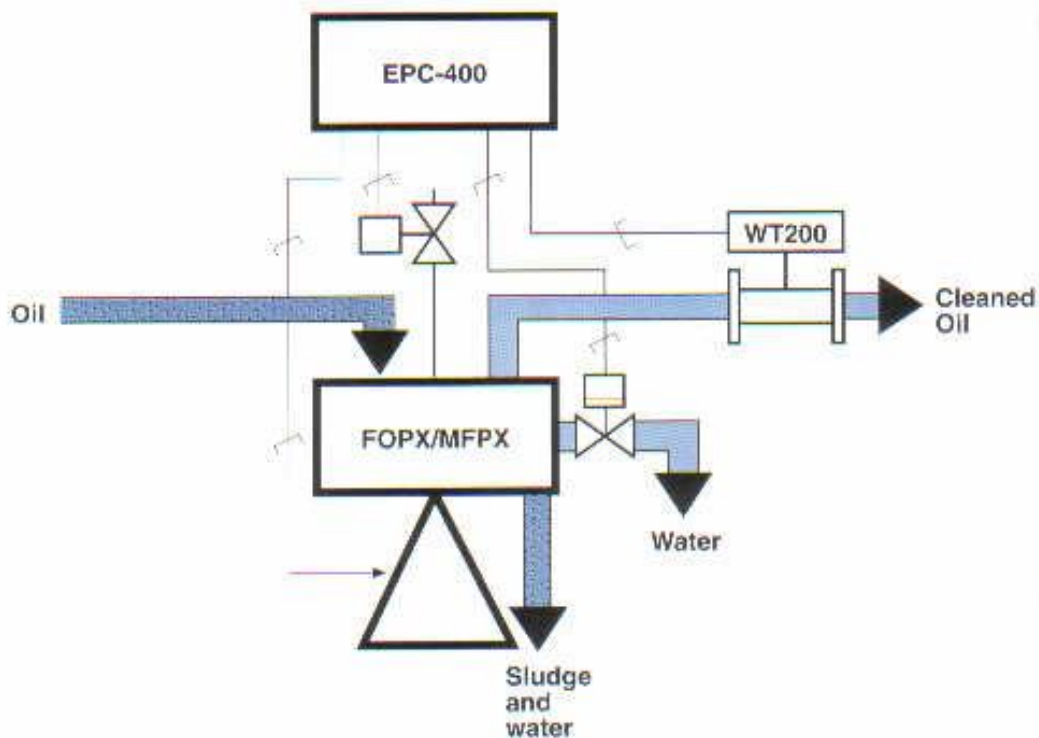 EPC-400
WT200
Oil
Cleaned
Oil
FOPX/MFPX
Water
Sludge
and
water